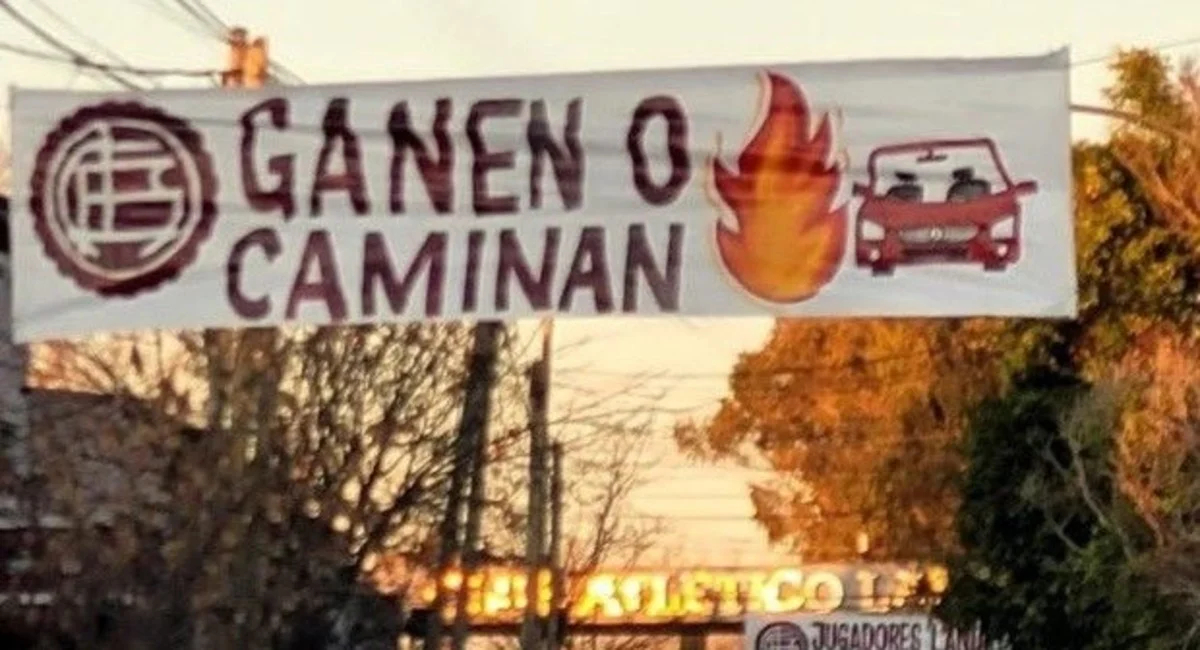 GANEN O
CAMINAN
ATLETICO
JUGADORES